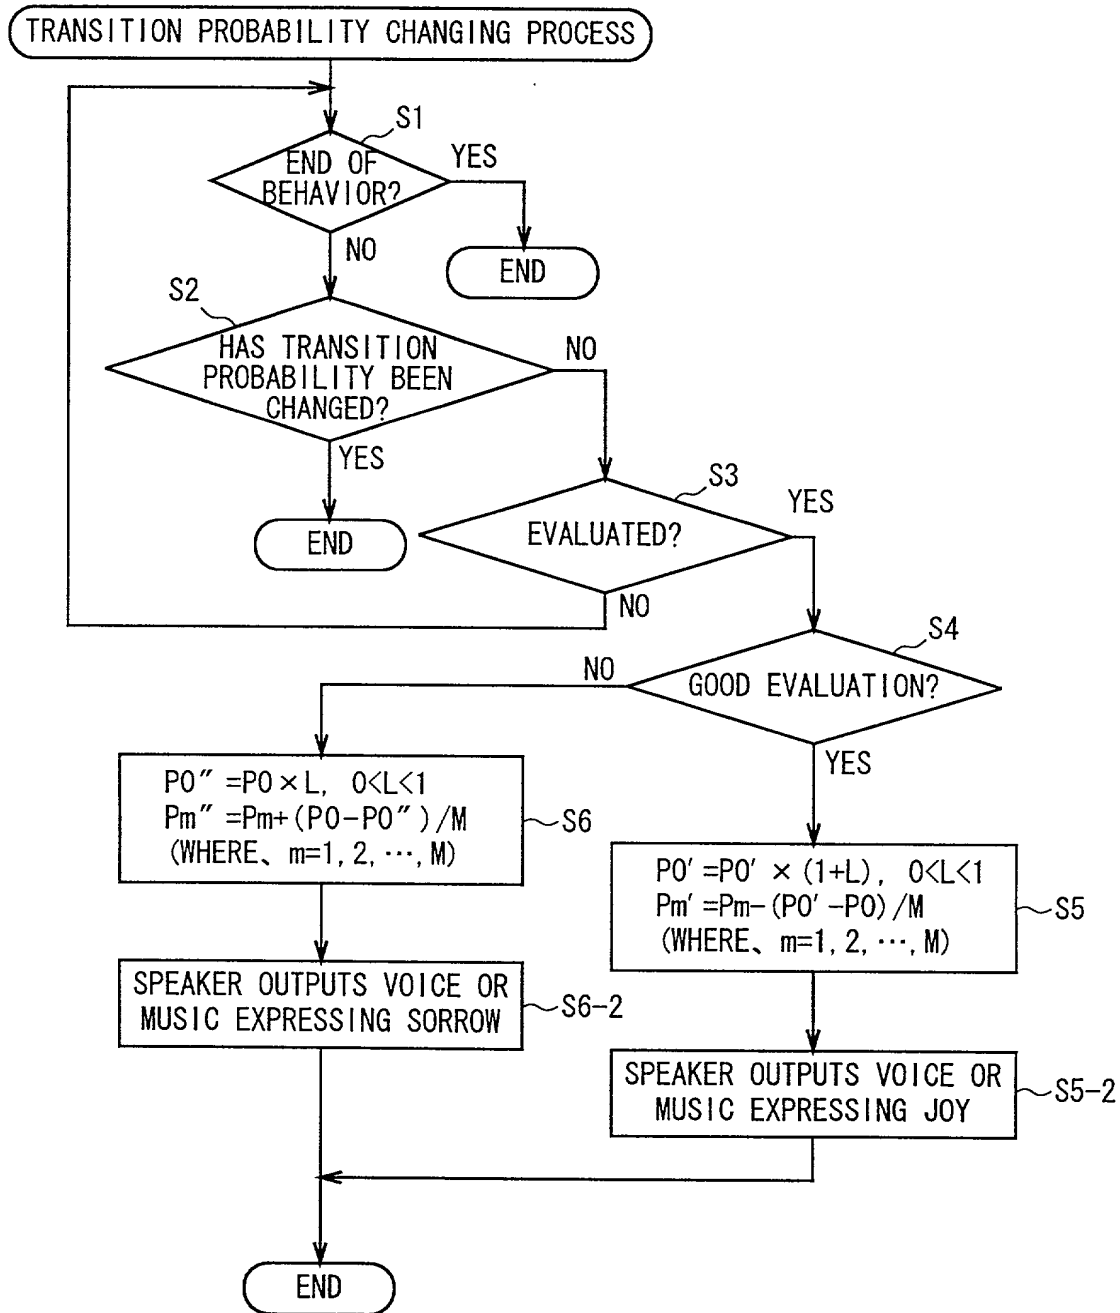 TRANSITION PROBABILITY CHANGING PROCESS
S1
END OF
BEHAVIOR?
YES
NO
END
S2
HAS TRANSITION
PROBABILITY BEEN
CHANGED?
NO
YES
END
S3
EVALUATED?
YES
NO
S4
GOOD EVALUATION?
NO
YES
P0″=P0×L, 0<L<1
Pm″=Pm+(P0-P0″)/M
(WHERE、m=1,2,…,M)
S6
P0′=P0′×(1+L), 0<L<1
Pm′=Pm-(P0′-P0)/M
(WHERE、m=1,2,…,M)
S5
SPEAKER OUTPUTS VOICE OR
MUSIC EXPRESSING SORROW
S6-2
SPEAKER OUTPUTS VOICE OR
MUSIC EXPRESSING JOY
S5-2
END